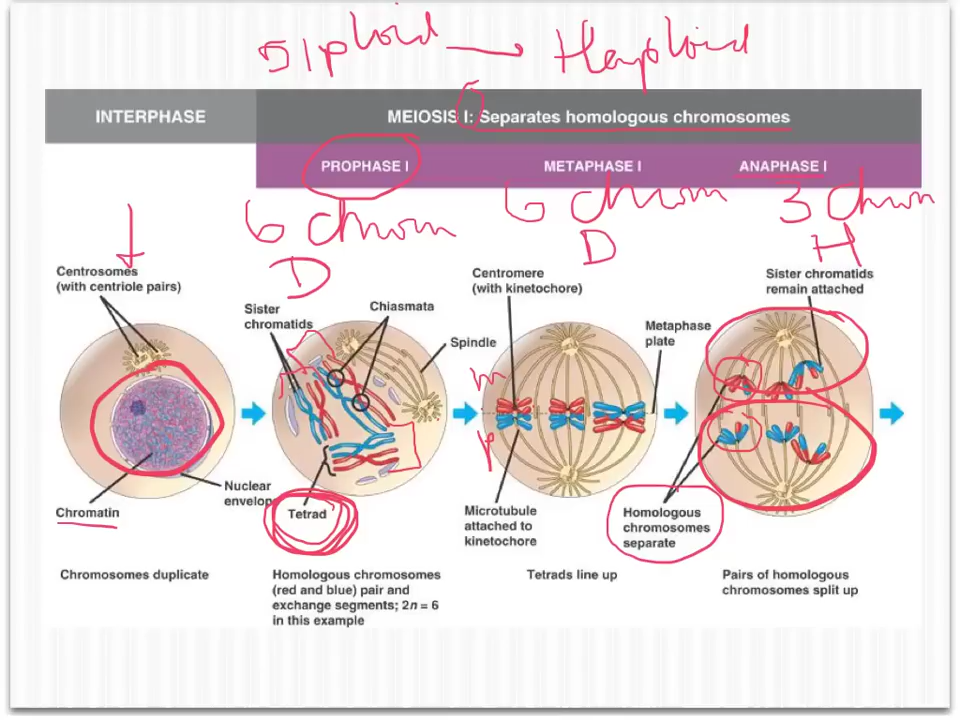 Diploid → Haploid
INTERPHASE
MEIOSIS I: Separates homologous chromosomes
PROPHASE I
METAPHASE I
ANAPHASE I
6 chrom
D
6 chrom
D
3 chrom
H
Centrosomes
(with centriole pairs)
Chromatin
Nuclear
envelope
Chromosomes duplicate
Sister
chromatids
Chiasmata
Spindle
Tetrad
Homologous chromosomes
(red and blue) pair and
exchange segments; 2n = 6
in this example
Centromere
(with kinetochore)
Metaphase
plate
m
p
Microtubule
attached to
kinetochore
Tetrads line up
Sister chromatids
remain attached
Homologous
chromosomes
separate
Pairs of homologous
chromosomes split up